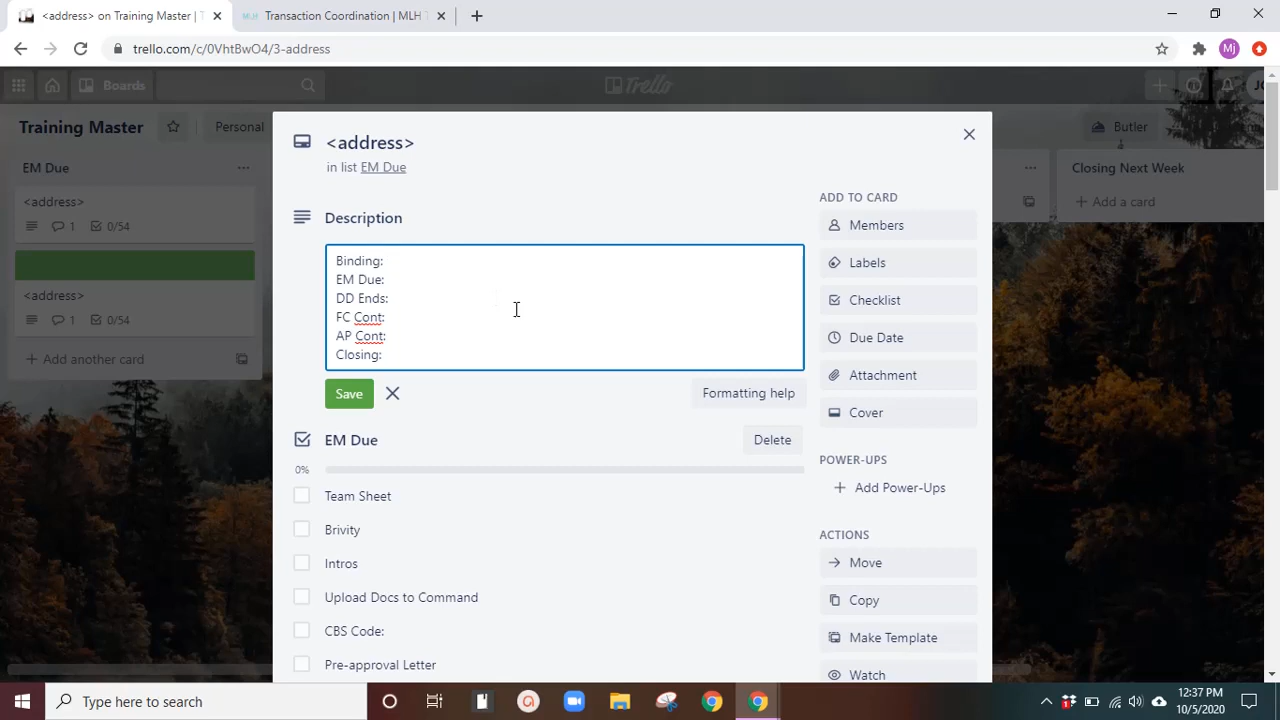 <address> on Training Master | T
Transaction Coordination | MLH T
trello.com/c/0VhtBwO4/3-address
Mj
Boards
Trello
Training Master
Personal
Butler
EM Due
<address>
1
0/54
<address>
1
0/54
Add another card
Closing Next Week
Add a card
<address>
in list EM Due
Description
Binding:
EM Due:
DD Ends:
FC Cont:
AP Cont:
Closing:
Save
Formatting help
EM Due
Delete
0%
Team Sheet
Brivity
Intros
Upload Docs to Command
CBS Code:
Pre-approval Letter
ADD TO CARD
Members
Labels
Checklist
Due Date
Attachment
Cover
POWER-UPS
Add Power-Ups
ACTIONS
Move
Copy
Make Template
Watch
Type here to search
12:37 PM
10/5/2020